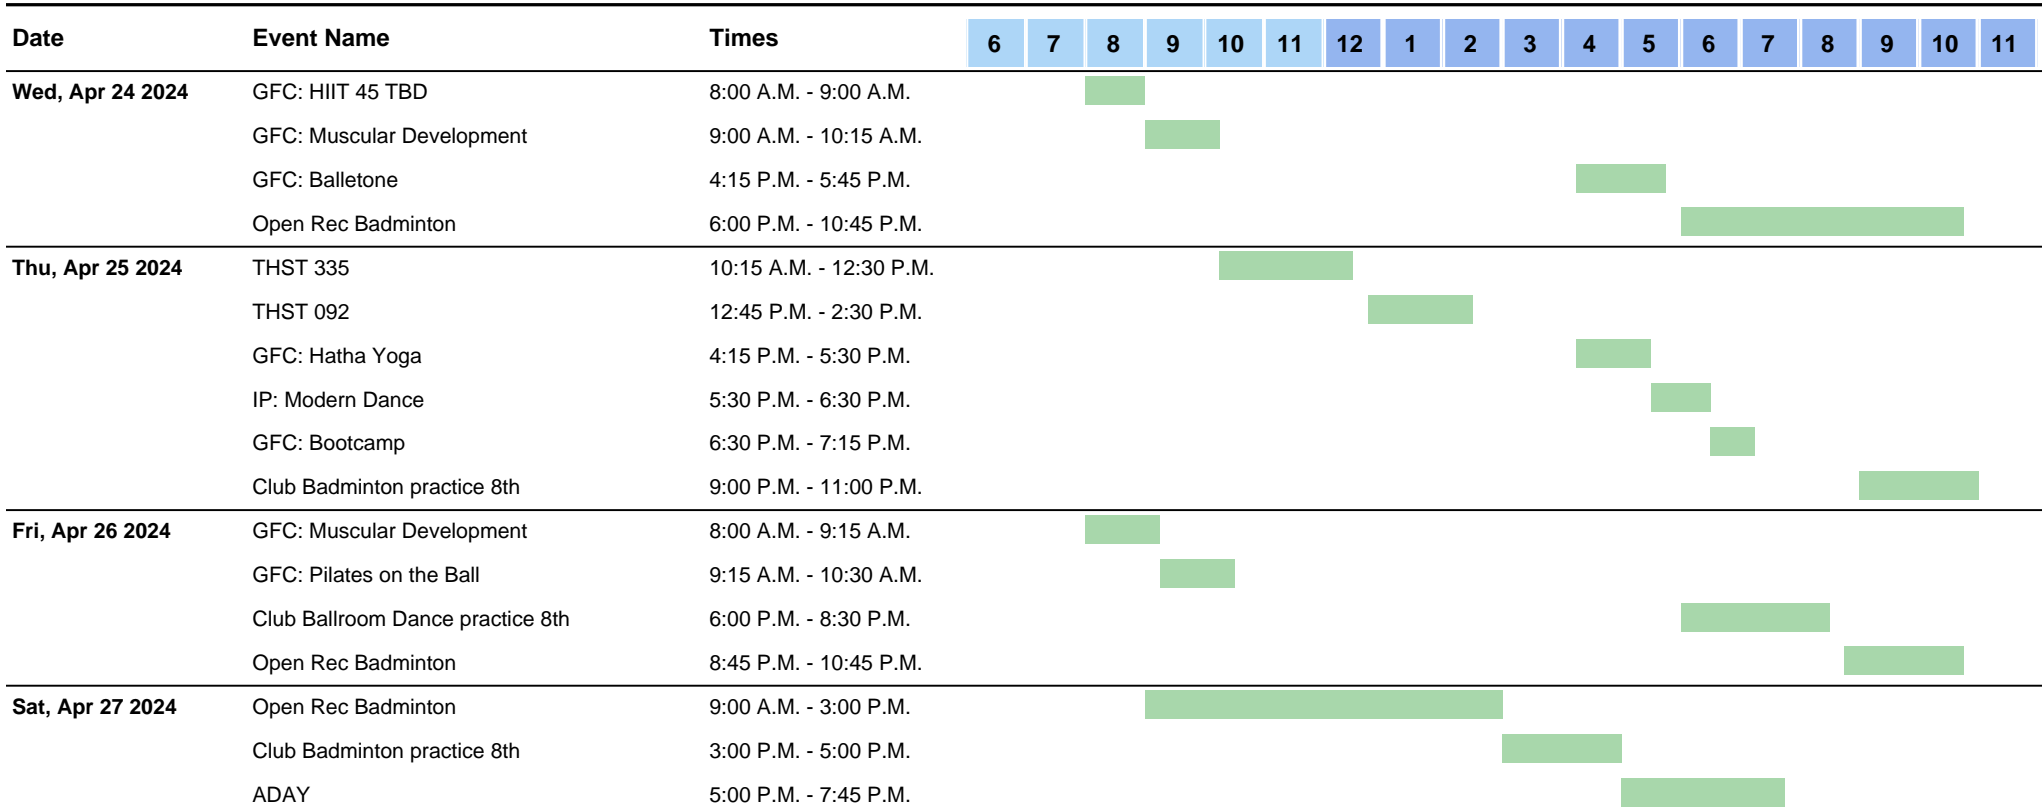 Date Event Name Times 6 7 8 9 10 11 12 1 2 3 4 5 6 7 8 9 10 11
Wed, Apr 24 2024 GFC: HIIT 45 TBD 8:00 A.M. - 9:00 A.M.
GFC: Muscular Development 9:00 A.M. - 10:15 A.M.
GFC: Balletone 4:15 P.M. - 5:45 P.M.
Open Rec Badminton 6:00 P.M. - 10:45 P.M.
Thu, Apr 25 2024 THST 335 10:15 A.M. - 12:30 P.M.
THST 092 12:45 P.M. - 2:30 P.M.
GFC: Hatha Yoga 4:15 P.M. - 5:30 P.M.
IP: Modern Dance 5:30 P.M. - 6:30 P.M.
GFC: Bootcamp 6:30 P.M. - 7:15 P.M.
Club Badminton practice 8th 9:00 P.M. - 11:00 P.M.
Fri, Apr 26 2024 GFC: Muscular Development 8:00 A.M. - 9:15 A.M.
GFC: Pilates on the Ball 9:15 A.M. - 10:30 A.M.
Club Ballroom Dance practice 8th 6:00 P.M. - 8:30 P.M.
Open Rec Badminton 8:45 P.M. - 10:45 P.M.
Sat, Apr 27 2024 Open Rec Badminton 9:00 A.M. - 3:00 P.M.
Club Badminton practice 8th 3:00 P.M. - 5:00 P.M.
ADAY 5:00 P.M. - 7:45 P.M.